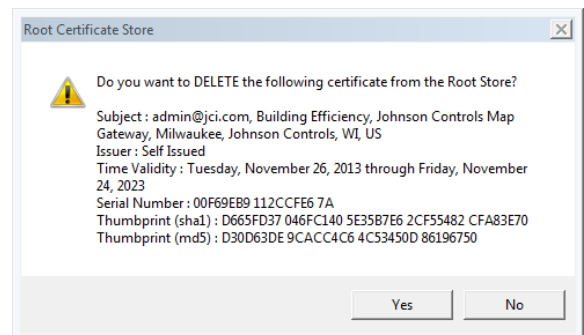 Root Certificate Store
Do you want to DELETE the following certificate from the Root Store?
Subject : admin@jci.com, Building Efficiency, Johnson Controls Map
Gateway, Milwaukee, Johnson Controls, WI, US
Issuer : Self Issued
Time Validity : Tuesday, November 26, 2013 through Friday, November
24, 2023
Serial Number : 00F69EB9 112CCFE6 7A
Thumbprint (sha1) : D665FD37 046FC140 5E35B7E6 2CF55482 CFA83E70
Thumbprint (md5) : D30D63DE 9CACC4C6 4C53450D 86196750
Yes No